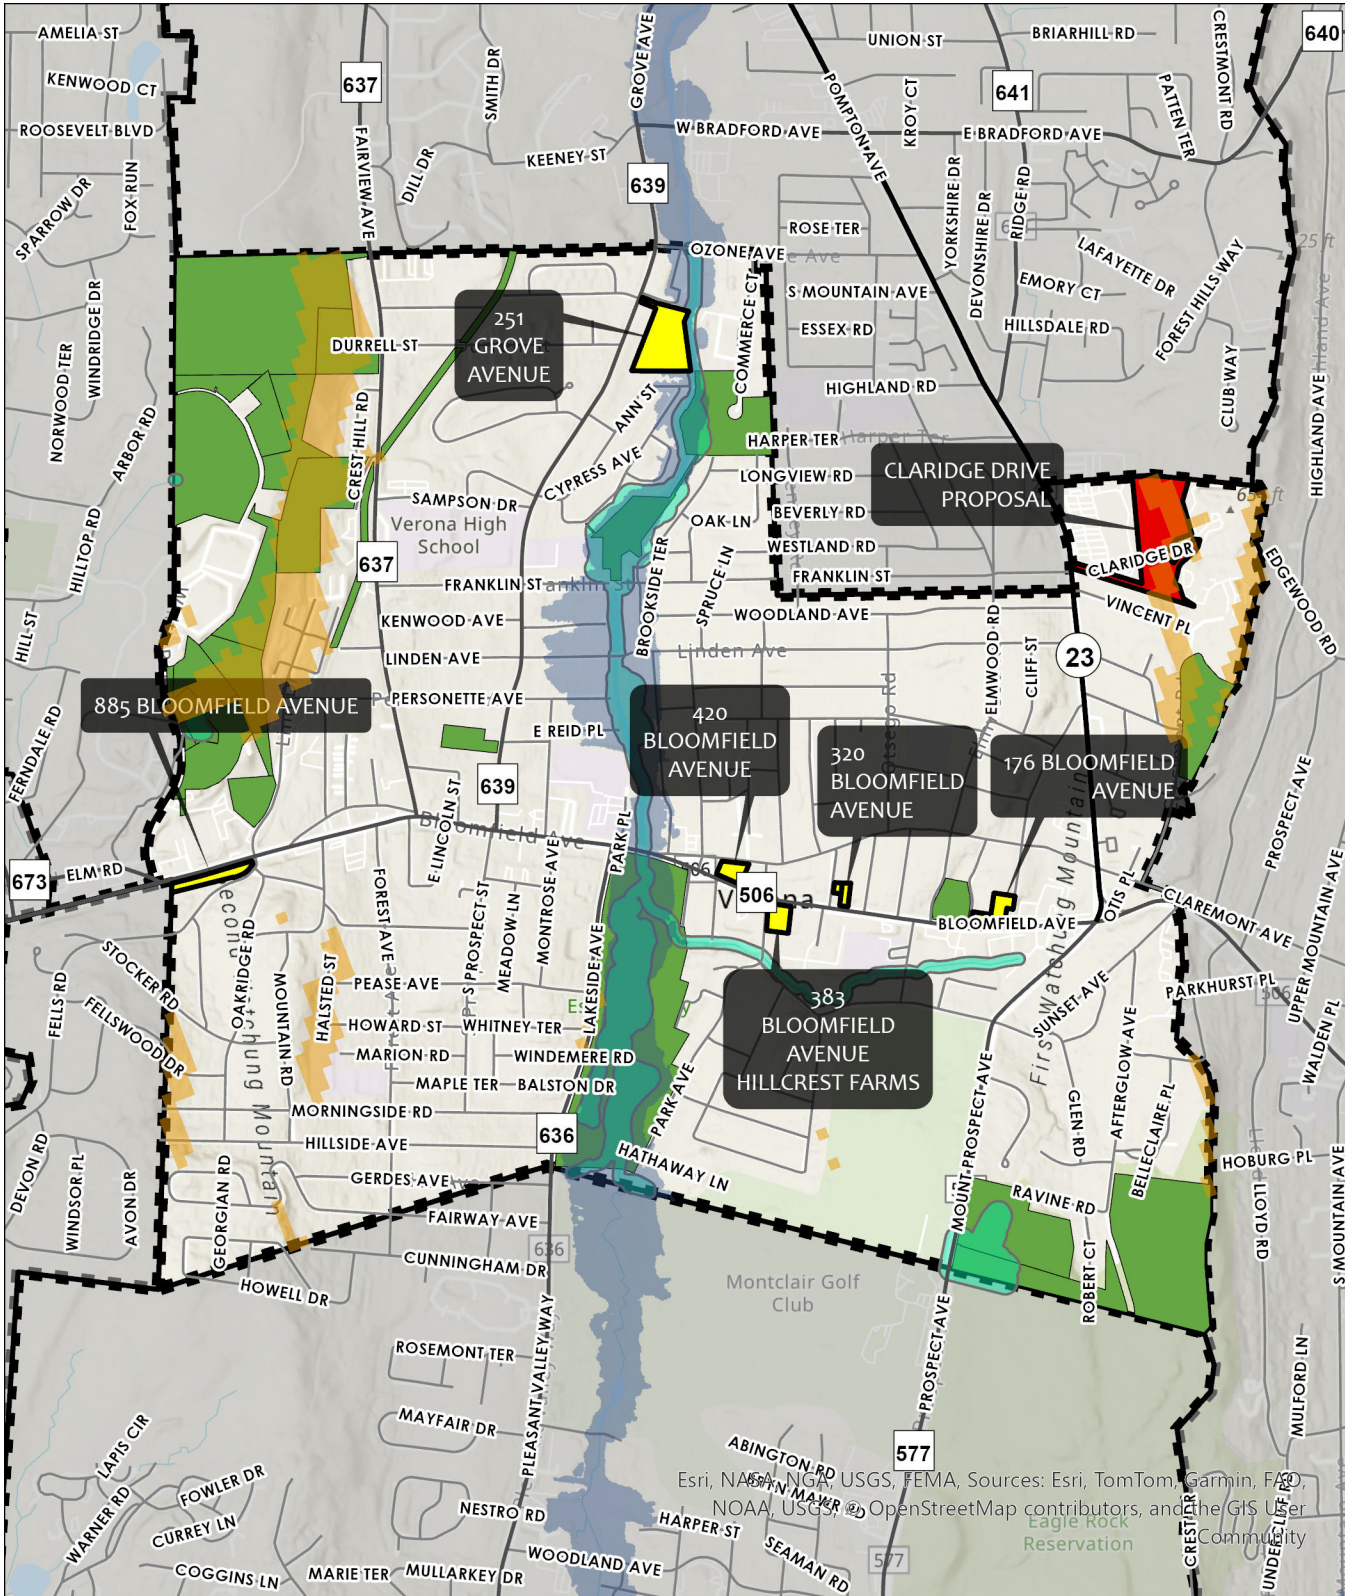 AMELIA ST
KENWOOD CT
ROOSEVELT BLVD
FOX RUN
SPARROW DR
WINDRIDGE DR
NORWOOD TER
ARBOR RD
HILLTOP RD
HILL ST
FERNDALE RD
637
FAIRVIEW AVE
SMITH DR
DILL DR
KEENEY ST
GROVE AVE
639
W BRADFORD AVE
POMPTON AVE
UNION ST
KROY CT
641
BRIARHILL RD
E BRADFORD AVE
PATTEN TER
CRESTMONT RD
640
YORKSHIRE DR
DEVONSHIRE DR
RIDGE RD
LAFAYETTE DR
EMORY CT
FOREST HILLS WAY
HILLSDALE RD
CLUB WAY
HIGHLAND AVE
ROSE TER
OZONE AVE
S MOUNTAIN AVE
ESSEX RD
HIGHLAND RD
COMMERCE CT
HARPER TER
Harper Ter
LONGVIEW RD
BEVERLY RD
WESTLAND RD
FRANKLIN ST
251
GROVE
AVENUE
DURRELL ST
CREST HILL RD
ANN ST
CYPRESS AVE
SAMPSON DR
Verona High
School
637
FRANKLIN ST
KENWOOD AVE
LINDEN AVE
PERSONETTE AVE
E REID PL
OAK LN
BROOKSIDE TER
SPRUCE LN
WOODLAND AVE
Linden Ave
ELMWOOD RD
CLIFF ST
23
CLARIDGE DRIVE
PROPOSAL
CLARIDGE DR
VINCENT PL
EDGEWOOD RD
885 BLOOMFIELD AVENUE
420
BLOOMFIELD
AVENUE
320
BLOOMFIELD
AVENUE
176 BLOOMFIELD
AVENUE
Otsego Rd
639
E LINCOLN ST
Bloomfield Ave
PARK PL
506
506
673
ELM RD
FOREST AVE
S PROSPECT ST
MEADOW LN
MONTROSE AVE
LAKESIDE AVE
BLOOMFIELD AVE
OTIS PL
CLAREMONT AVE
PROSPECT AVE
UPPER MOUNTAIN AVE
PARKHURST PL
506
WALDEN PL
383
BLOOMFIELD
AVENUE
HILLCREST FARMS
FELLS RD
STOCKER RD
FELLSWOOD DR
OAKRIDGE RD
MOUNTAIN RD
HALSTED ST
PEASE AVE
HOWARD ST
WHITNEY TER
MARION RD
WINDEMERE RD
MAPLE TER
BALSTON DR
MORNINGSIDE RD
HILLSIDE AVE
GERDES AVE
636
PARK AVE
HATHAWAY LN
FAIRWAY AVE
636
CUNNINGHAM DR
GEORGIAN RD
HOWELL DR
DEVON RD
WINDSOR PL
AVON DR
MOUNT PROSPECT AVE
SUNSET AVE
First Watchung Mountain
GLEN RD
AFTERGLOW AVE
BELLECLAIRE PL
RAVINE RD
ROBERT CT
HOBURG PL
LLOYD RD
S MOUNTAIN AVE
Montclair Golf
Club
ROSEMONT TER
MAYFAIR DR
PLEASANT VALLEY WAY
PROSPECT AVE
577
MULFORD LN
LAPIS CIR
WARNER RD
FOWLER DR
CURREY LN
COGGINS LN
MARIE TER
MULLARKEY DR
NESTRO RD
WOODLAND AVE
HARPER ST
SEAMAN RD
ABINGTON RD
577
CREST DR
Eagle Rock
Reservation
Esri, NASA, NGA, USGS, FEMA, Sources: Esri, TomTom, Garmin, FAO,
NOAA, USGS, © OpenStreetMap contributors, and the GIS User
Community